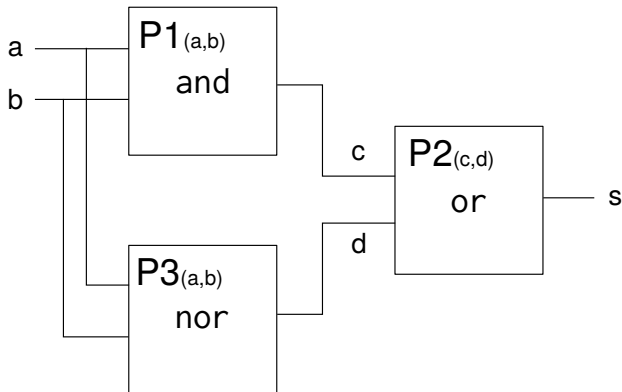 a
b
P1(a,b)
and
c
d
P2(c,d)
or
s
P3(a,b)
nor